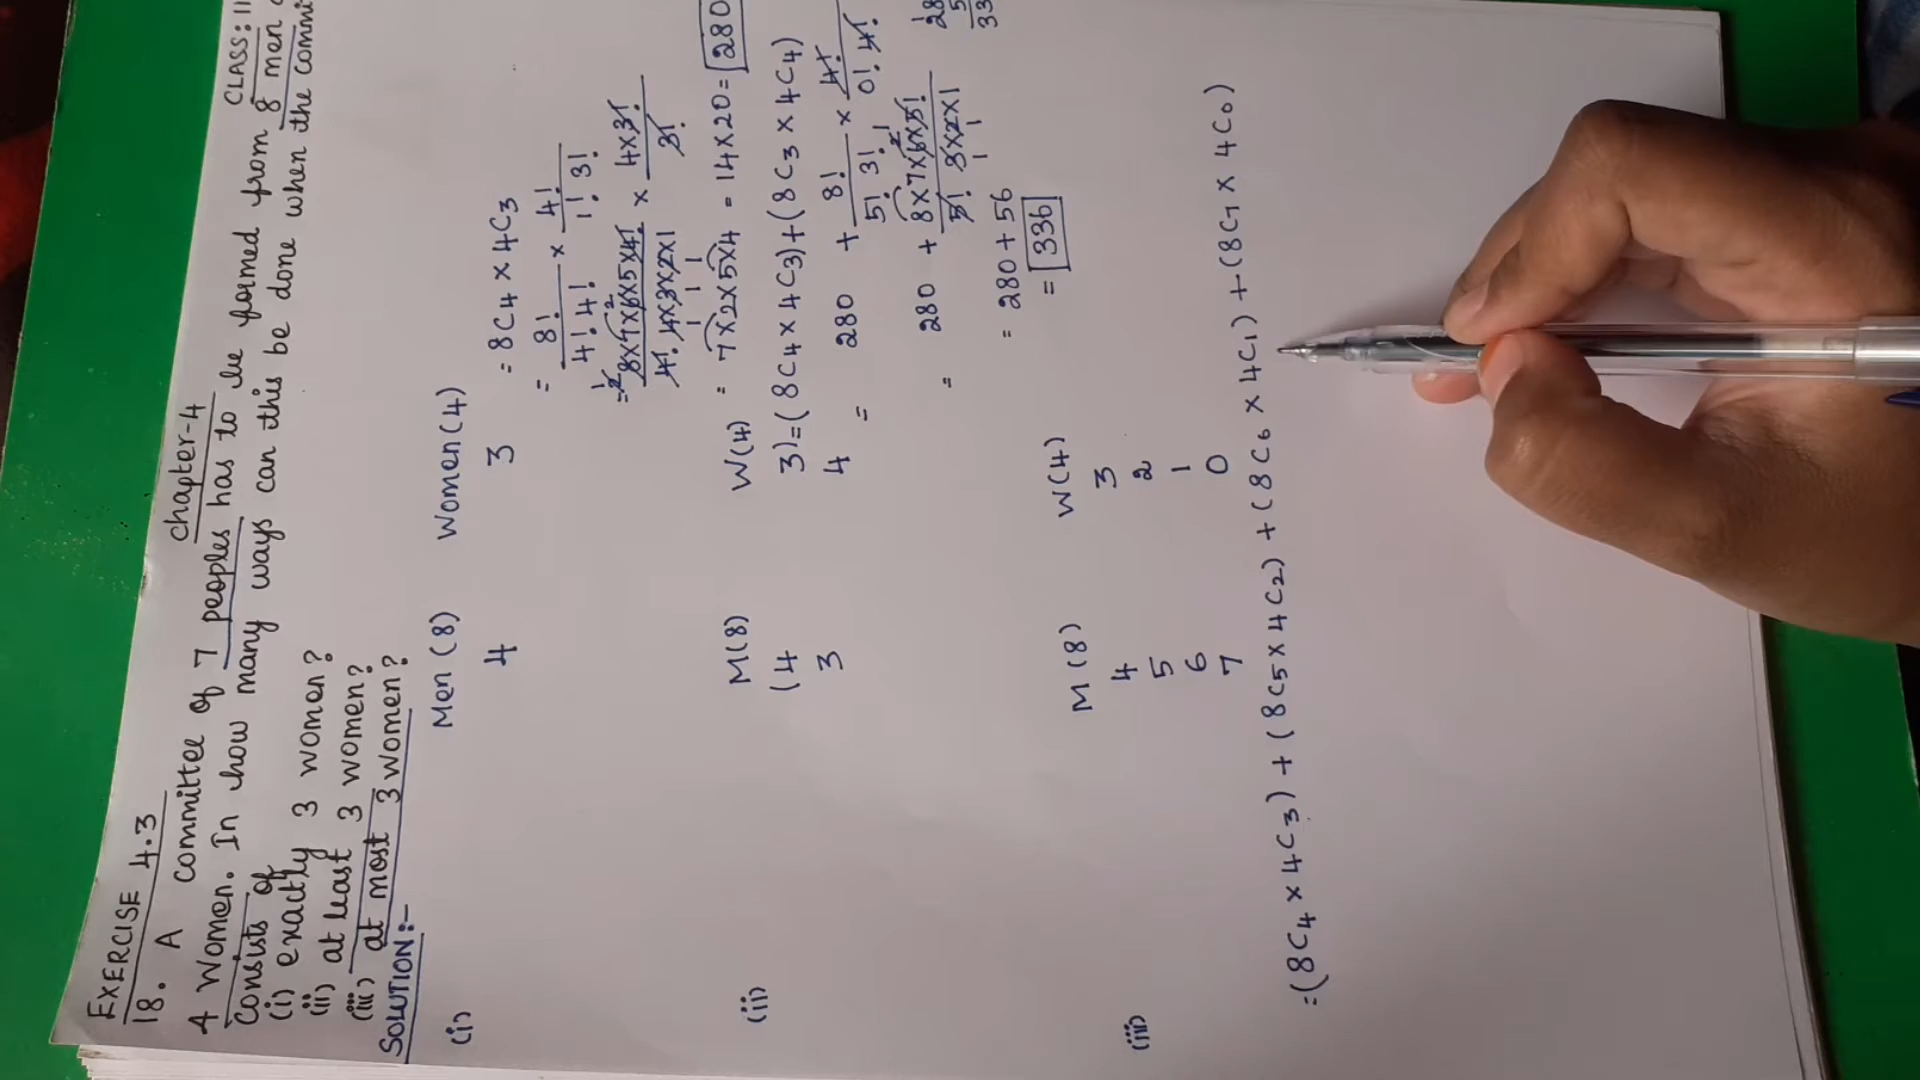 EXERCISE 4.3
chapter-4
CLASS: 11
18. A committee of 7 peoples has to be formed from 8 men
4 women. In how many ways can this be done when the commi
consists of
(i) exactly 3 women?
(ii) at least 3 women?
(iii) at most 3 women?
SOLUTION:-
(i) Men (8) Women (4)
4 3 = 8C4 × 4C3
= 8!/4! 4! × 4!/1! 3!
= 8×7×6×5×4!/4! 4×3×2×1 × 4×3!/3!
= 7×2×5×4 = 14×20 = 280
(ii) M(8) W(4)
(4 3) = (8C4 × 4C3) + (8C3 × 4C4)
3 4 = 280 + 8!/5! 3! × 4!/0! 4!
= 280 + 8×7×6×5!/5! 3×2×1
= 280 + 56
= 336
(iii) M(8) W(4)
4 3
5 2
6 1
7 0
= (8C4 × 4C3) + (8C5 × 4C2) + (8C6 × 4C1) + (8C7 × 4C0)